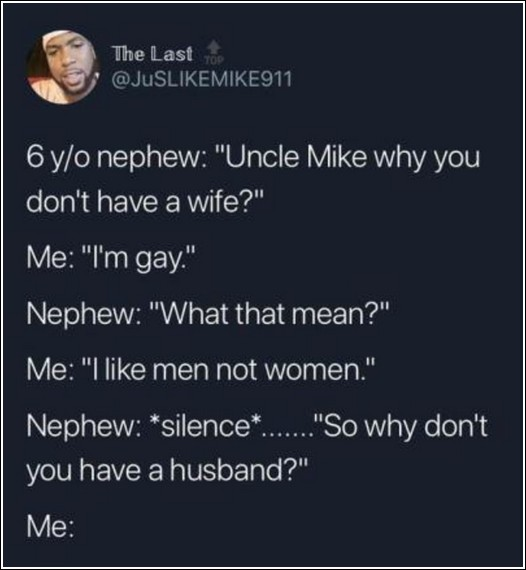 The Last 🔝
@JuSLIKEMIKE911
6 y/o nephew: "Uncle Mike why you
don't have a wife?"
Me: "I'm gay."
Nephew: "What that mean?"
Me: "I like men not women."
Nephew: *silence*......."So why don't
you have a husband?"
Me: